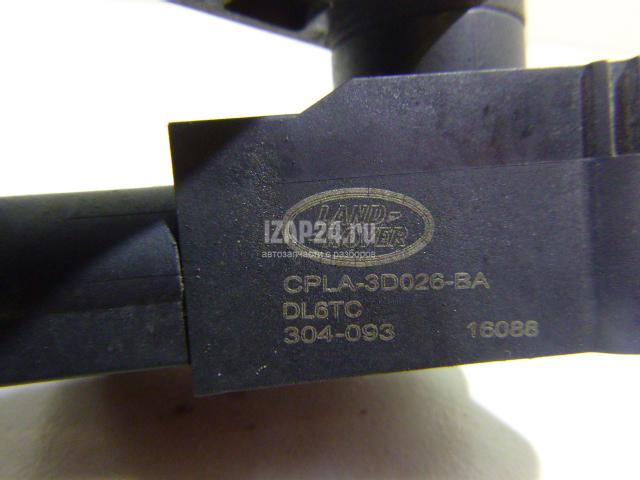 LAND-
ROVER
IZAP24.ru
автозапчасти с разборов
CPLA-3D026-BA
DL6TC
304-093 16088